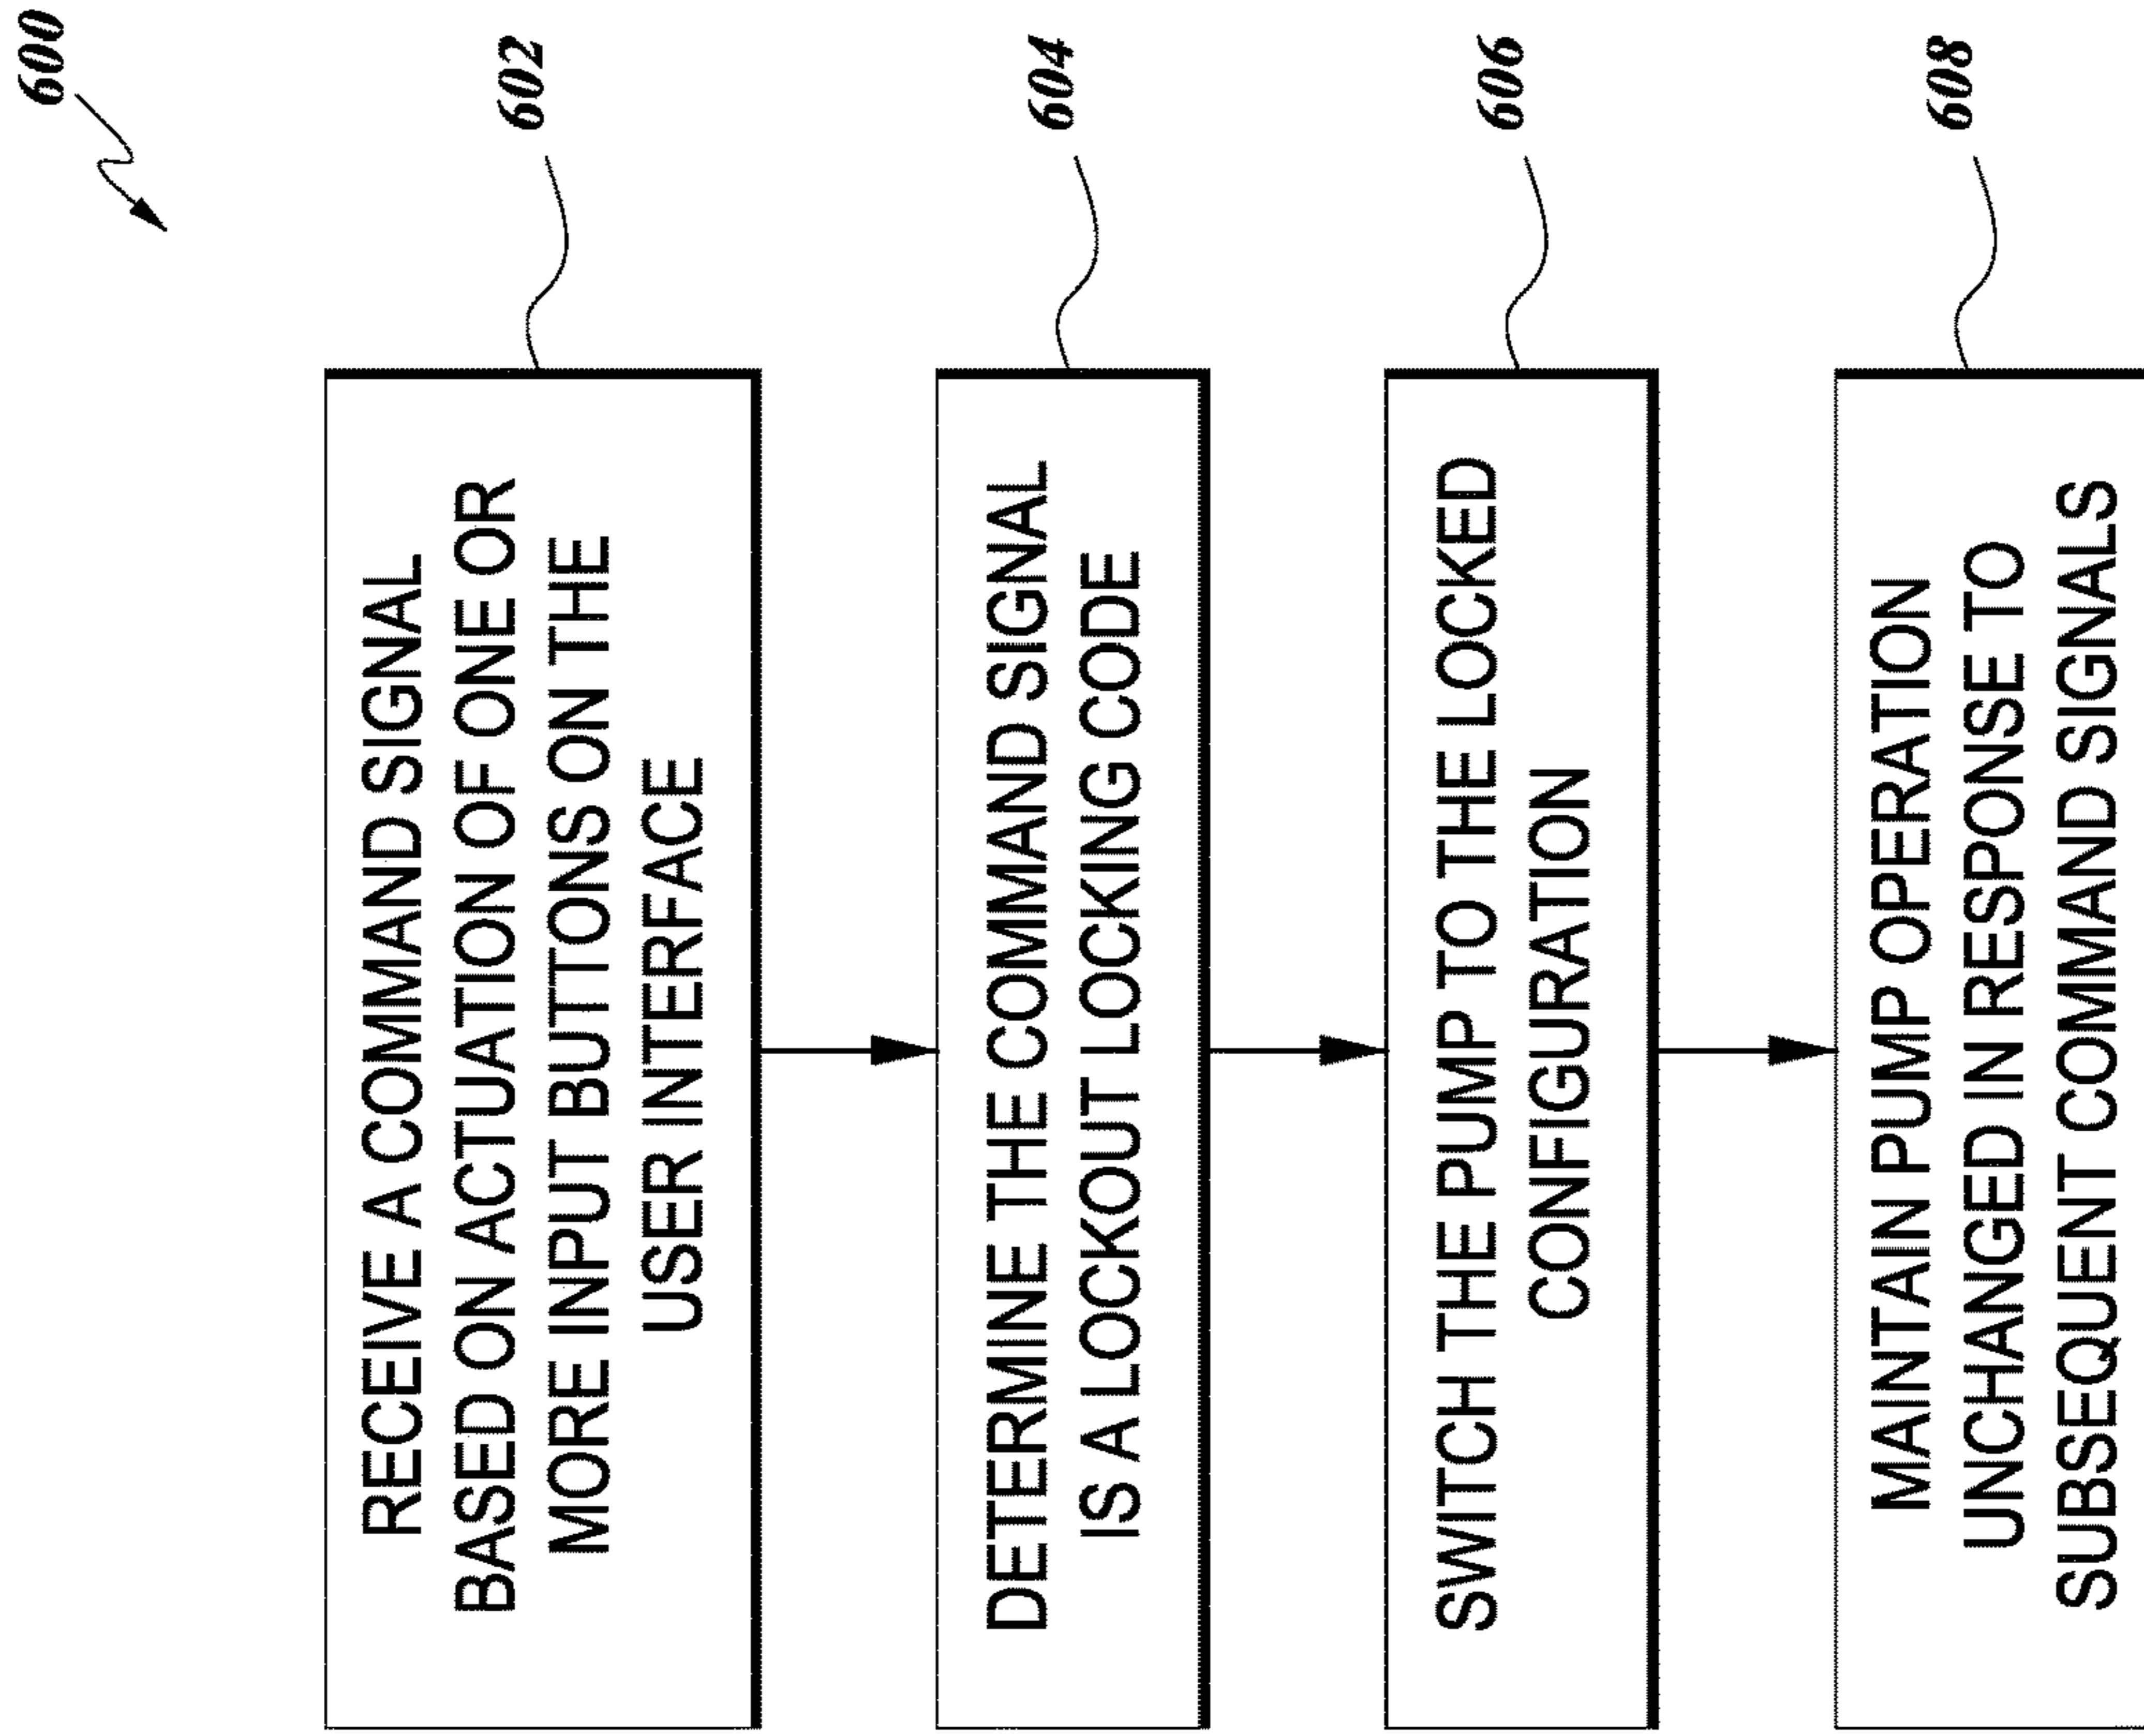 600
RECEIVE A COMMAND SIGNAL
BASED ON ACTUATION OF ONE OR
MORE INPUT BUTTONS ON THE
USER INTERFACE
602
DETERMINE THE COMMAND SIGNAL
IS A LOCKOUT LOCKING CODE
604
SWITCH THE PUMP TO THE LOCKED
CONFIGURATION
606
MAINTAIN PUMP OPERATION
UNCHANGED IN RESPONSE TO
SUBSEQUENT COMMAND SIGNALS
608